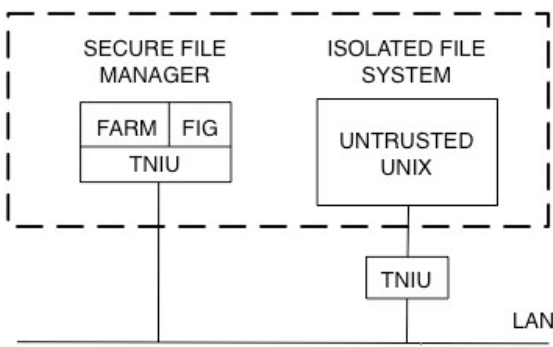 SECURE FILE
MANAGER
FARM FIG
TNIU
ISOLATED FILE
SYSTEM
UNTRUSTED
UNIX
TNIU
LAN